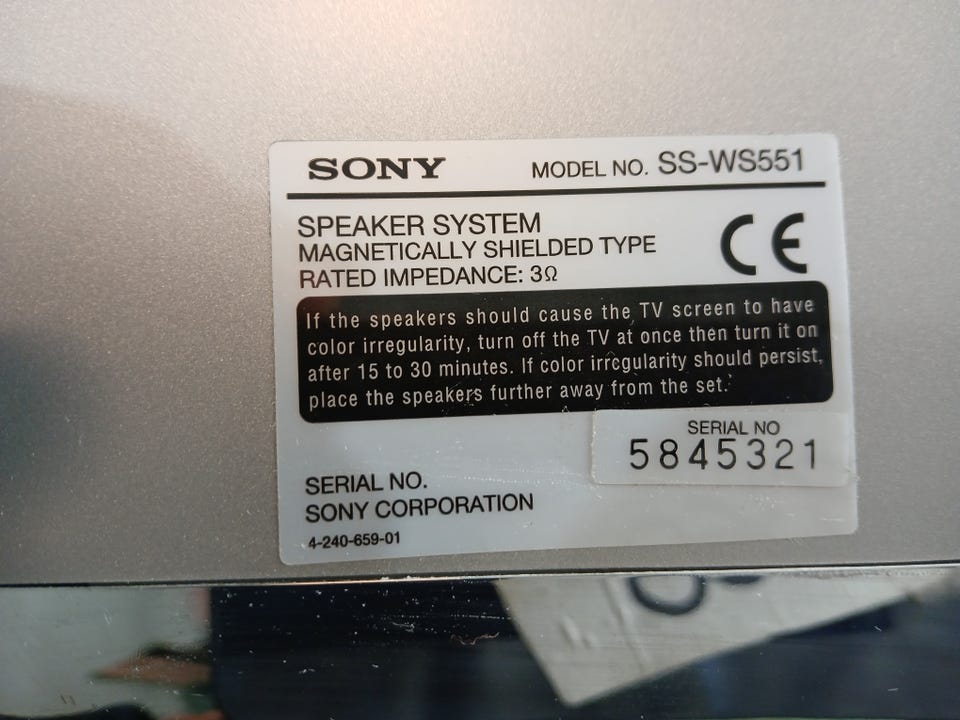 SONY MODEL NO. SS-WS551
SPEAKER SYSTEM
MAGNETICALLY SHIELDED TYPE
RATED IMPEDANCE: 3Ω
CE
If the speakers should cause the TV screen to have
color irregularity, turn off the TV at once then turn it on
after 15 to 30 minutes. If color irregularity should persist,
place the speakers further away from the set.
SERIAL NO
5845321
SERIAL NO.
SONY CORPORATION
4-240-659-01